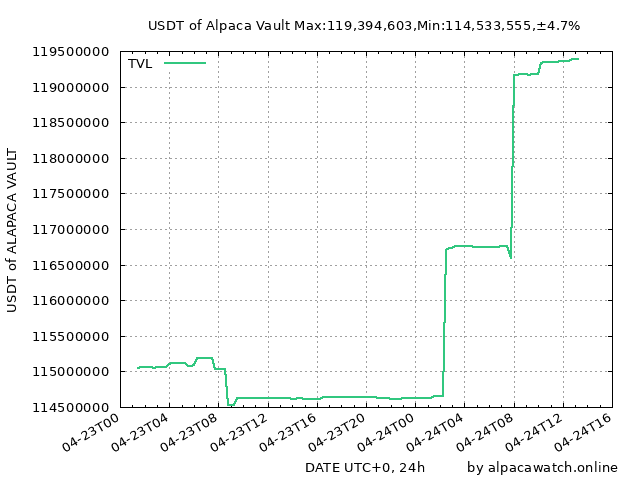 USDT of Alpaca Vault Max:119,394,603,Min:114,533,555,±4.7%
TVL
119500000
119000000
118500000
118000000
117500000
117000000
116500000
116000000
115500000
115000000
114500000
USDT of ALAPACA VAULT
04-23T00
04-23T04
04-23T08
04-23T12
04-23T16
04-23T20
04-24T00
04-24T04
04-24T08
04-24T12
04-24T16
DATE UTC+0, 24h
by alpacawatch.online